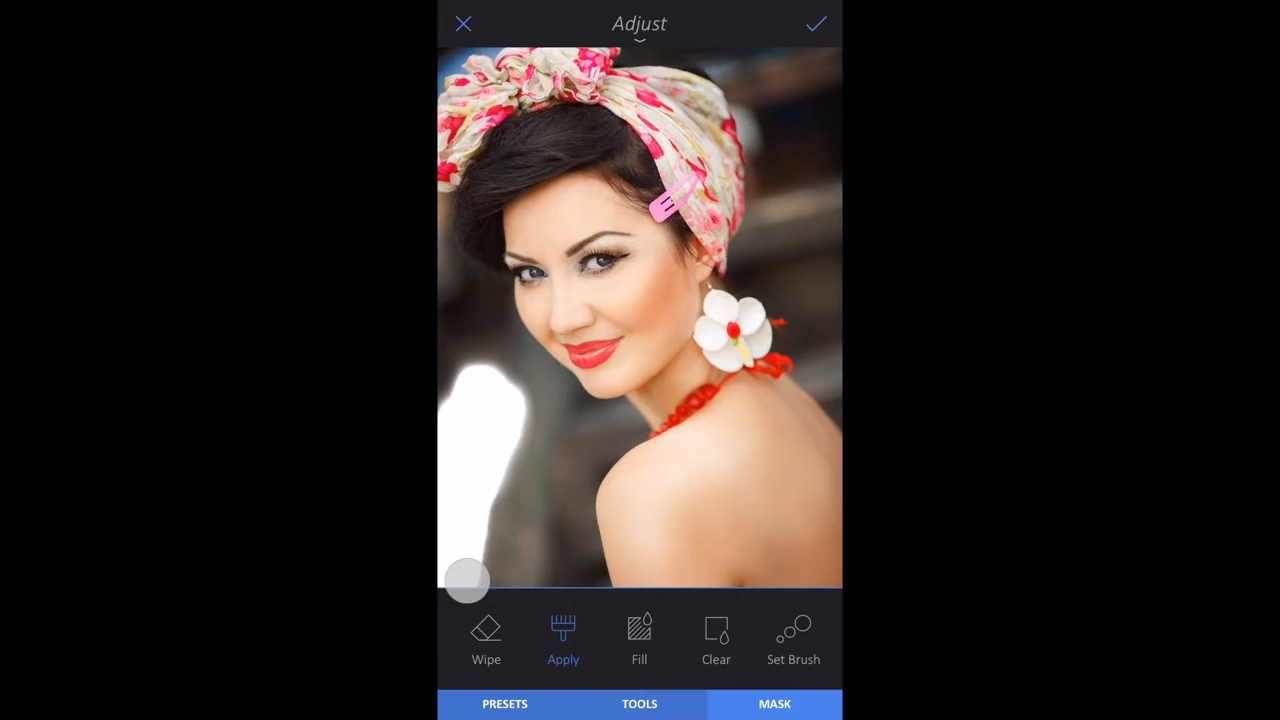 Adjust
Wipe
Apply
Fill
Clear
Set Brush
PRESETS
TOOLS
MASK